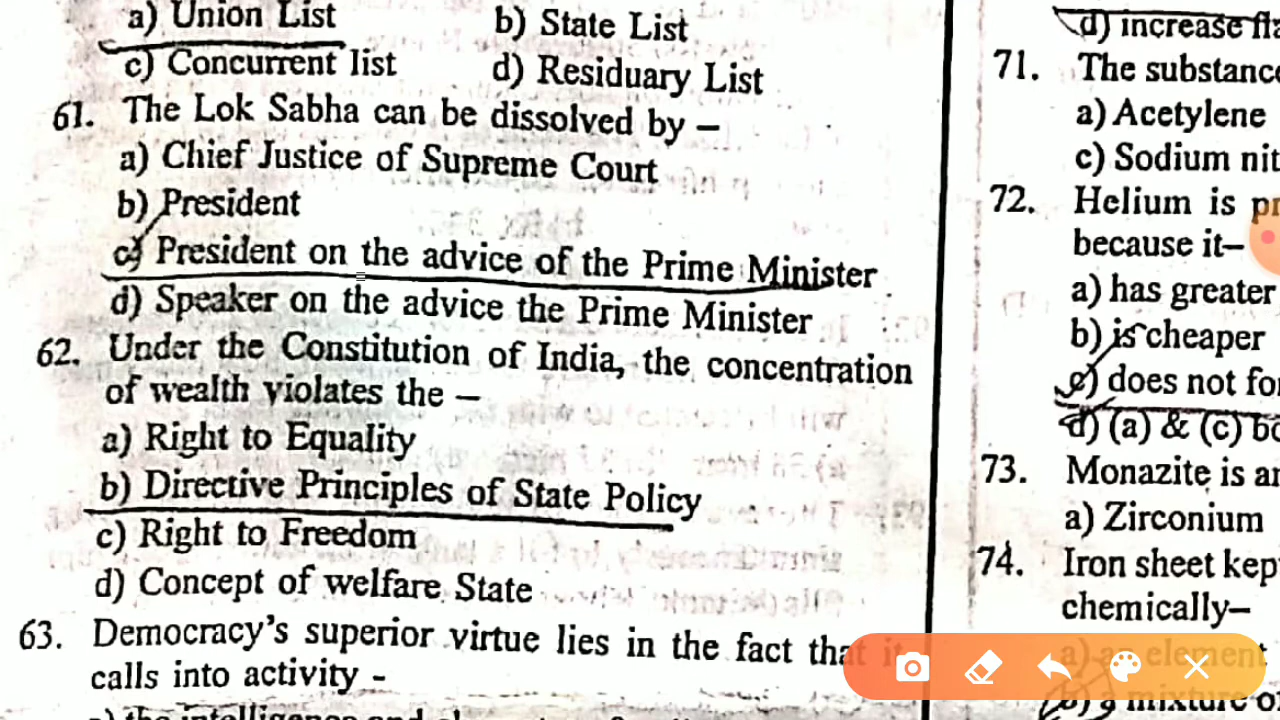 a) Union List
b) State List
c) Concurrent list
d) Residuary List
61. The Lok Sabha can be dissolved by –
a) Chief Justice of Supreme Court
b) President
c) President on the advice of the Prime Minister
d) Speaker on the advice the Prime Minister
62. Under the Constitution of India, the concentration
of wealth violates the –
a) Right to Equality
b) Directive Principles of State Policy
c) Right to Freedom
d) Concept of welfare State
63. Democracy's superior virtue lies in the fact that it
calls into activity -
d) increase
71. The substance
a) Acetylene
c) Sodium nit
72. Helium is pr
because it–
a) has greater
b) is cheaper
c) does not fo
d) (a) & (c) bo
73. Monazite is an
a) Zirconium
74. Iron sheet kep
chemically–
a) an element
b) a mixture o